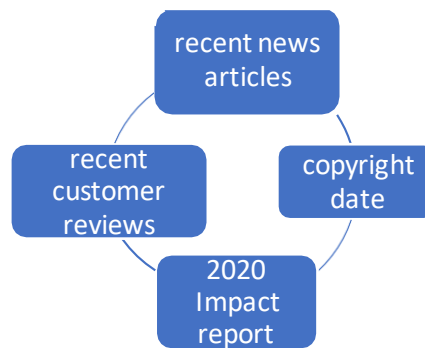 recent news
articles
copyright
date
2020
Impact
report
recent
customer
reviews